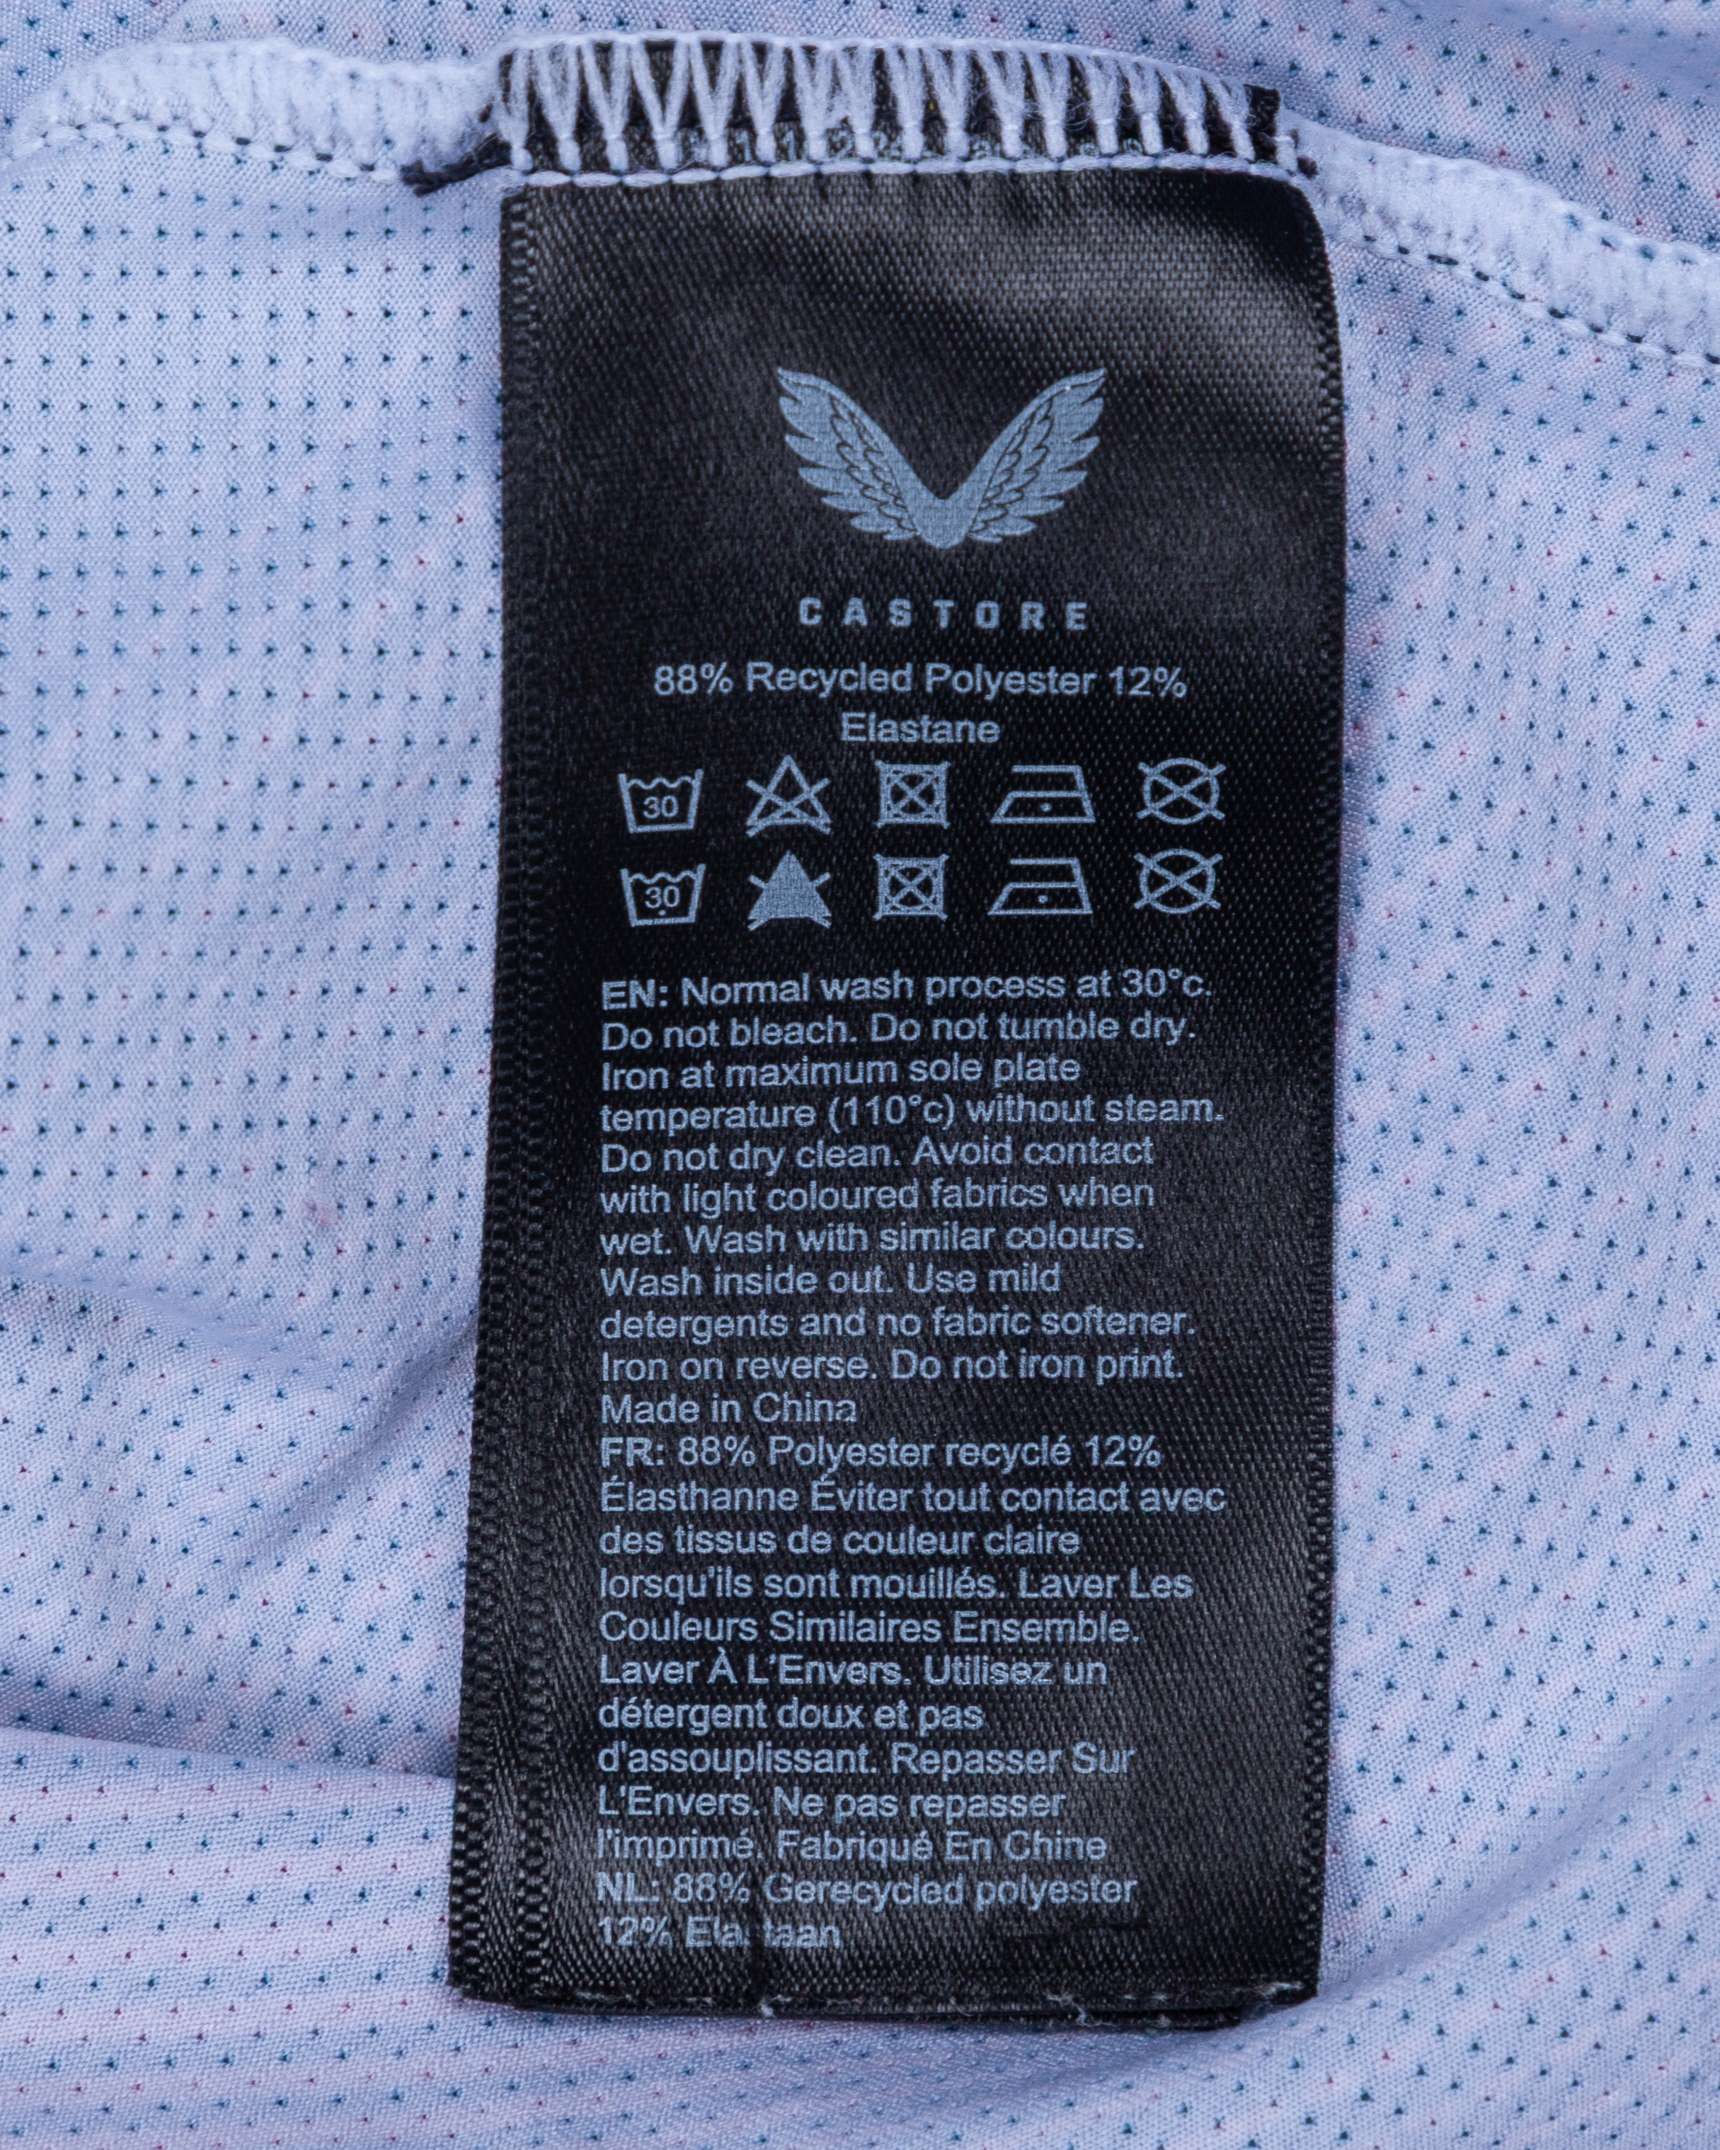 CASTORE
88% Recycled Polyester 12%
Elastane
30
30
EN: Normal wash process at 30°c.
Do not bleach. Do not tumble dry.
Iron at maximum sole plate
temperature (110°c) without steam.
Do not dry clean. Avoid contact
with light coloured fabrics when
wet. Wash with similar colours.
Wash inside out. Use mild
detergents and no fabric softener.
Iron on reverse. Do not iron print.
Made in China
FR: 88% Polyester recyclé 12%
Élasthanne Éviter tout contact avec
des tissus de couleur claire
lorsqu'ils sont mouillés. Laver Les
Couleurs Similaires Ensemble.
Laver À L'Envers. Utilisez un
détergent doux et pas
d'assouplissant. Repasser Sur
L'Envers. Ne pas repasser
l'imprimé. Fabriqué En Chine
NL: 88% Gerecycled polyester
12% Elastaan